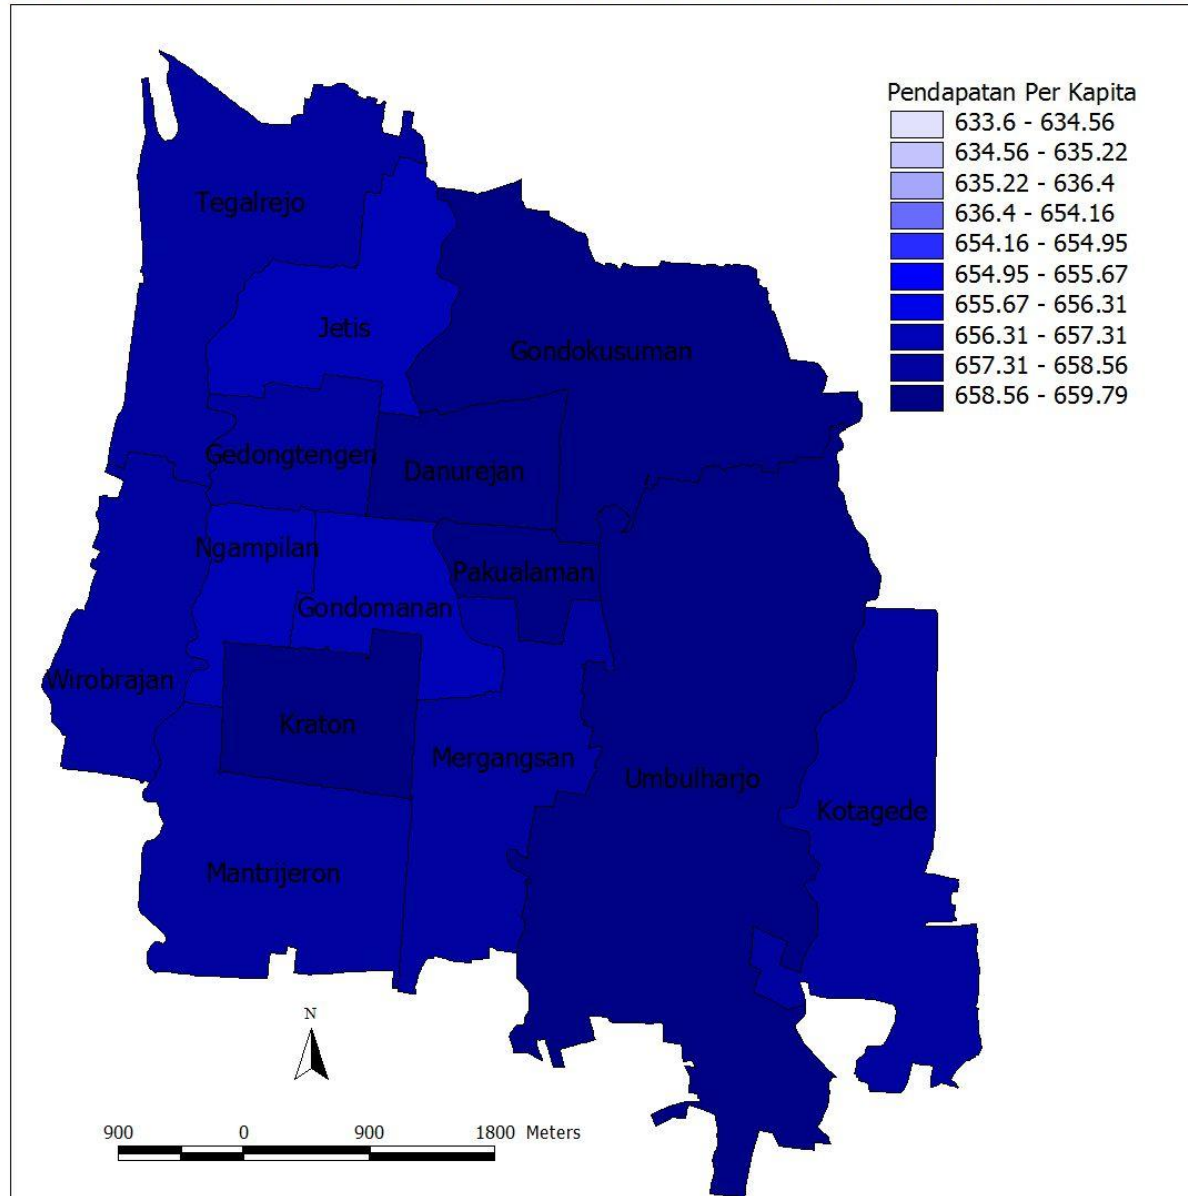 Pendapatan Per Kapita
633.6 - 634.56
634.56 - 635.22
635.22 - 636.4
636.4 - 654.16
654.16 - 654.95
654.95 - 655.67
655.67 - 656.31
656.31 - 657.31
657.31 - 658.56
658.56 - 659.79
Tegalrejo
Jetis
Gondokusuman
Gedongtengen
Danurejan
Ngampilan
Pakualaman
Gondomanan
Wirobrajan
Kraton
Mergangsan
Umbulharjo
Kotagede
Mantrijeron
N
900 0 900 1800 Meters